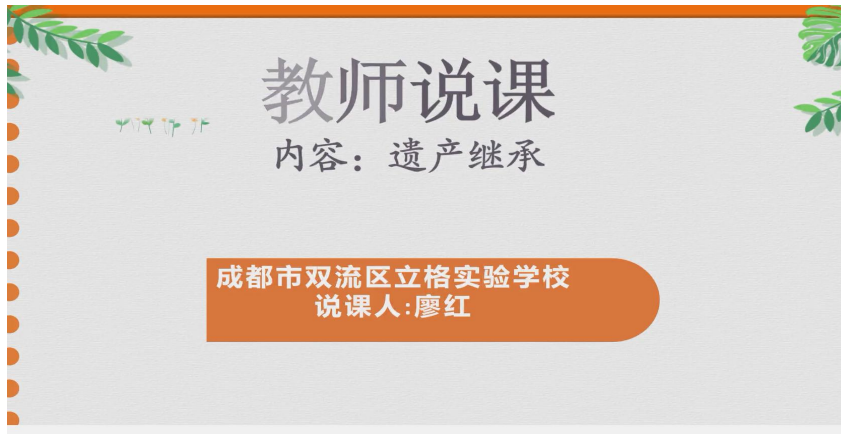 教师说课
内容：遗产继承
成都市双流区立格实验学校
说课人:廖红